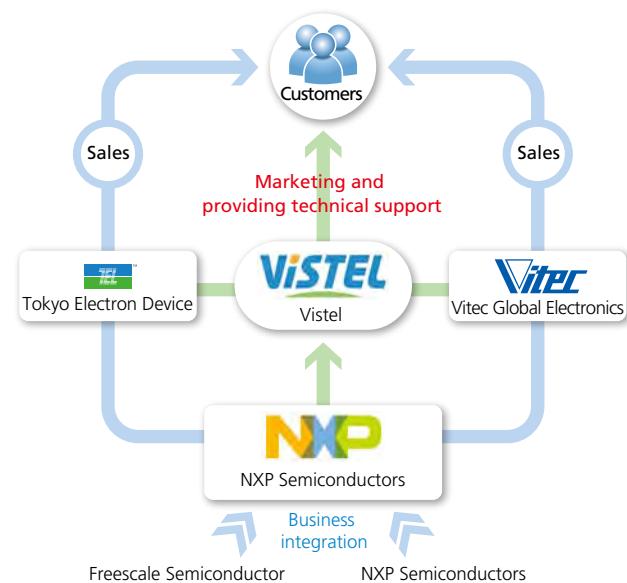 Customers
Sales
Sales
Marketing and
providing technical support
TEL™
Tokyo Electron Device
ViSTEL
Vistel
Vitec
Vitec Global Electronics
NXP
NXP Semiconductors
Business
integration
Freescale Semiconductor
NXP Semiconductors